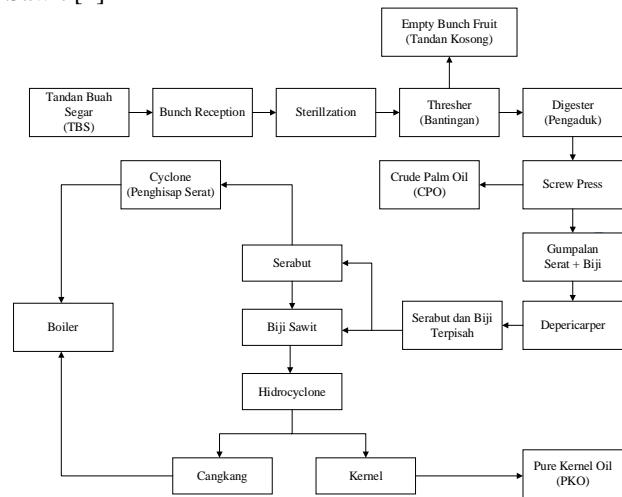 Empty Bunch Fruit
(Tandan Kosong)
Tandan Buah
Segar
(TBS)
Bunch Reception
Sterillzation
Thresher
(Bantingan)
Digester
(Pengaduk)
Cyclone
(Penghisap Serat)
Crude Palm Oil
(CPO)
Screw Press
Gumpalan
Serat + Biji
Serabut
Boiler
Biji Sawit
Serabut dan Biji
Terpisah
Depericarper
Hidrocyclone
Cangkang
Kernel
Pure Kernel Oil
(PKO)